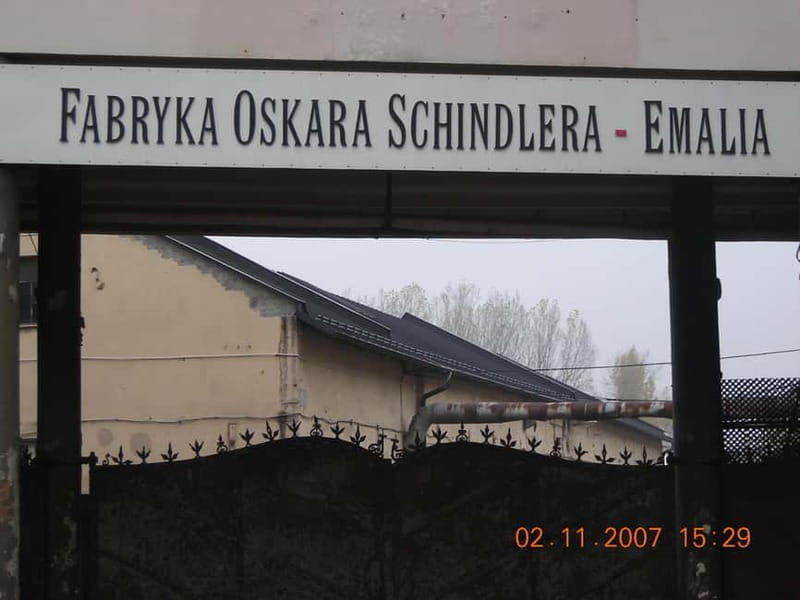 FABRYKA OSKARA SCHINDLERA - EMALIA
02.11.2007 15:29